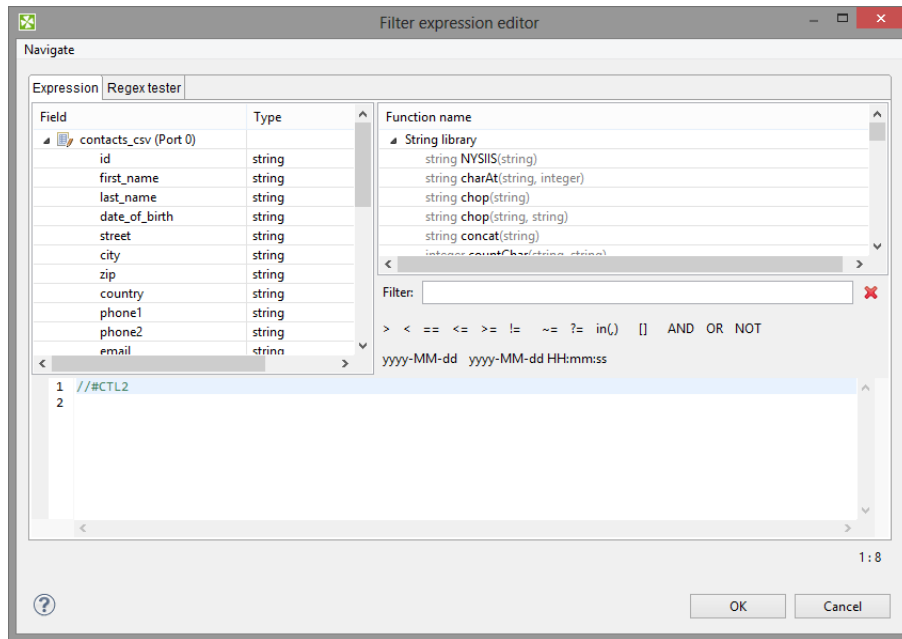 Filter expression editor
Navigate
Expression Regex tester
Field Type
contacts_csv (Port 0)
id string
first_name string
last_name string
date_of_birth string
street string
city string
zip string
country string
phone1 string
phone2 string
email string
Function name
String library
string NYSIIS(string)
string charAt(string, integer)
string chop(string)
string chop(string, string)
string concat(string)
integer countChar(string, string)
Filter:
> < == <= >= != ~= ?= in(,) [] AND OR NOT
yyyy-MM-dd yyyy-MM-dd HH:mm:ss
1 //#CTL2
2
1 : 8
? OK Cancel